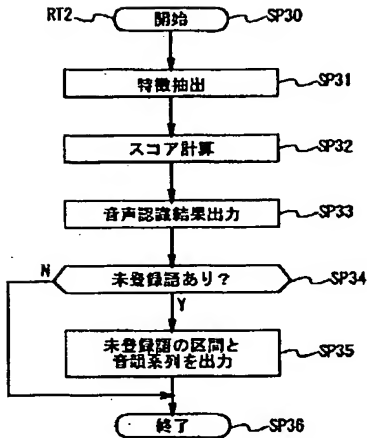 RT2
開始
SP30
特徴抽出
SP31
スコア計算
SP32
音声認識結果出力
SP33
N
未登録語あり?
SP34
Y
未登録語の区間と
音韻系列を出力
SP35
終了
SP36